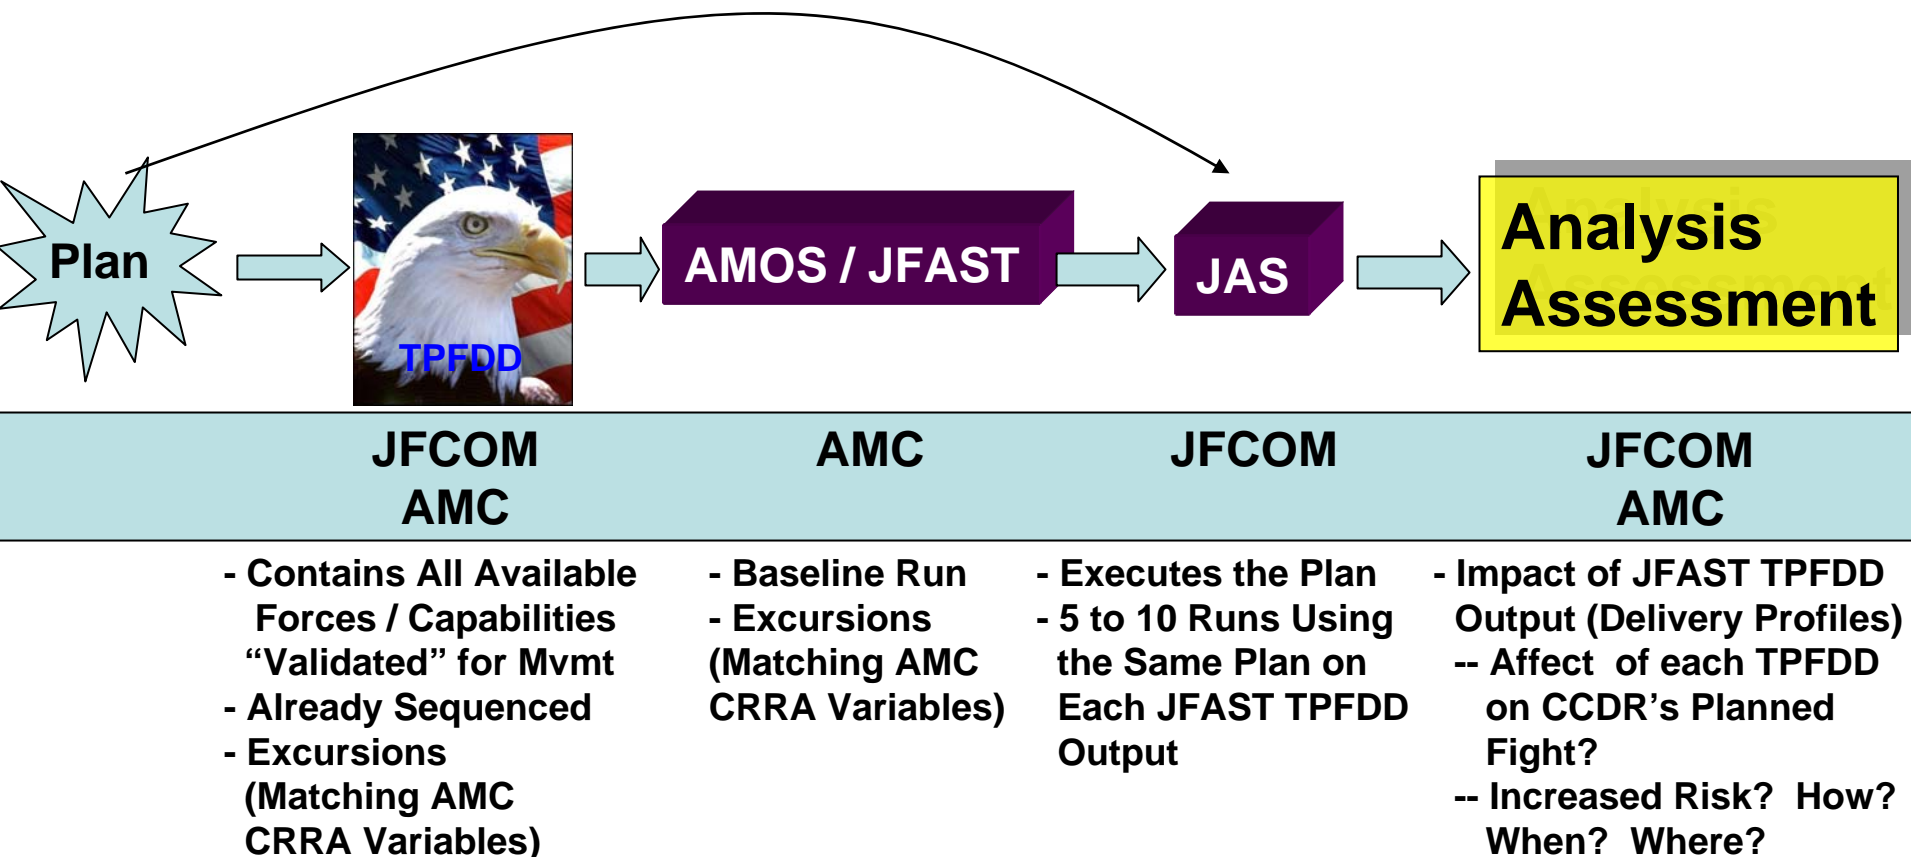 Plan
TPFDD
AMOS / JFAST
JAS
Analysis
Assessment
JFCOM
AMC
AMC
JFCOM
JFCOM
AMC
- Contains All Available
Forces / Capabilities
“Validated” for Mvmt
- Already Sequenced
- Excursions
(Matching AMC
CRRA Variables)
- Baseline Run
- Excursions
(Matching AMC
CRRA Variables)
- Executes the Plan
- 5 to 10 Runs Using
the Same Plan on
Each JFAST TPFDD
Output
- Impact of JFAST TPFDD
Output (Delivery Profiles)
-- Affect of each TPFDD
on CCDR's Planned
Fight?
-- Increased Risk? How?
When? Where?